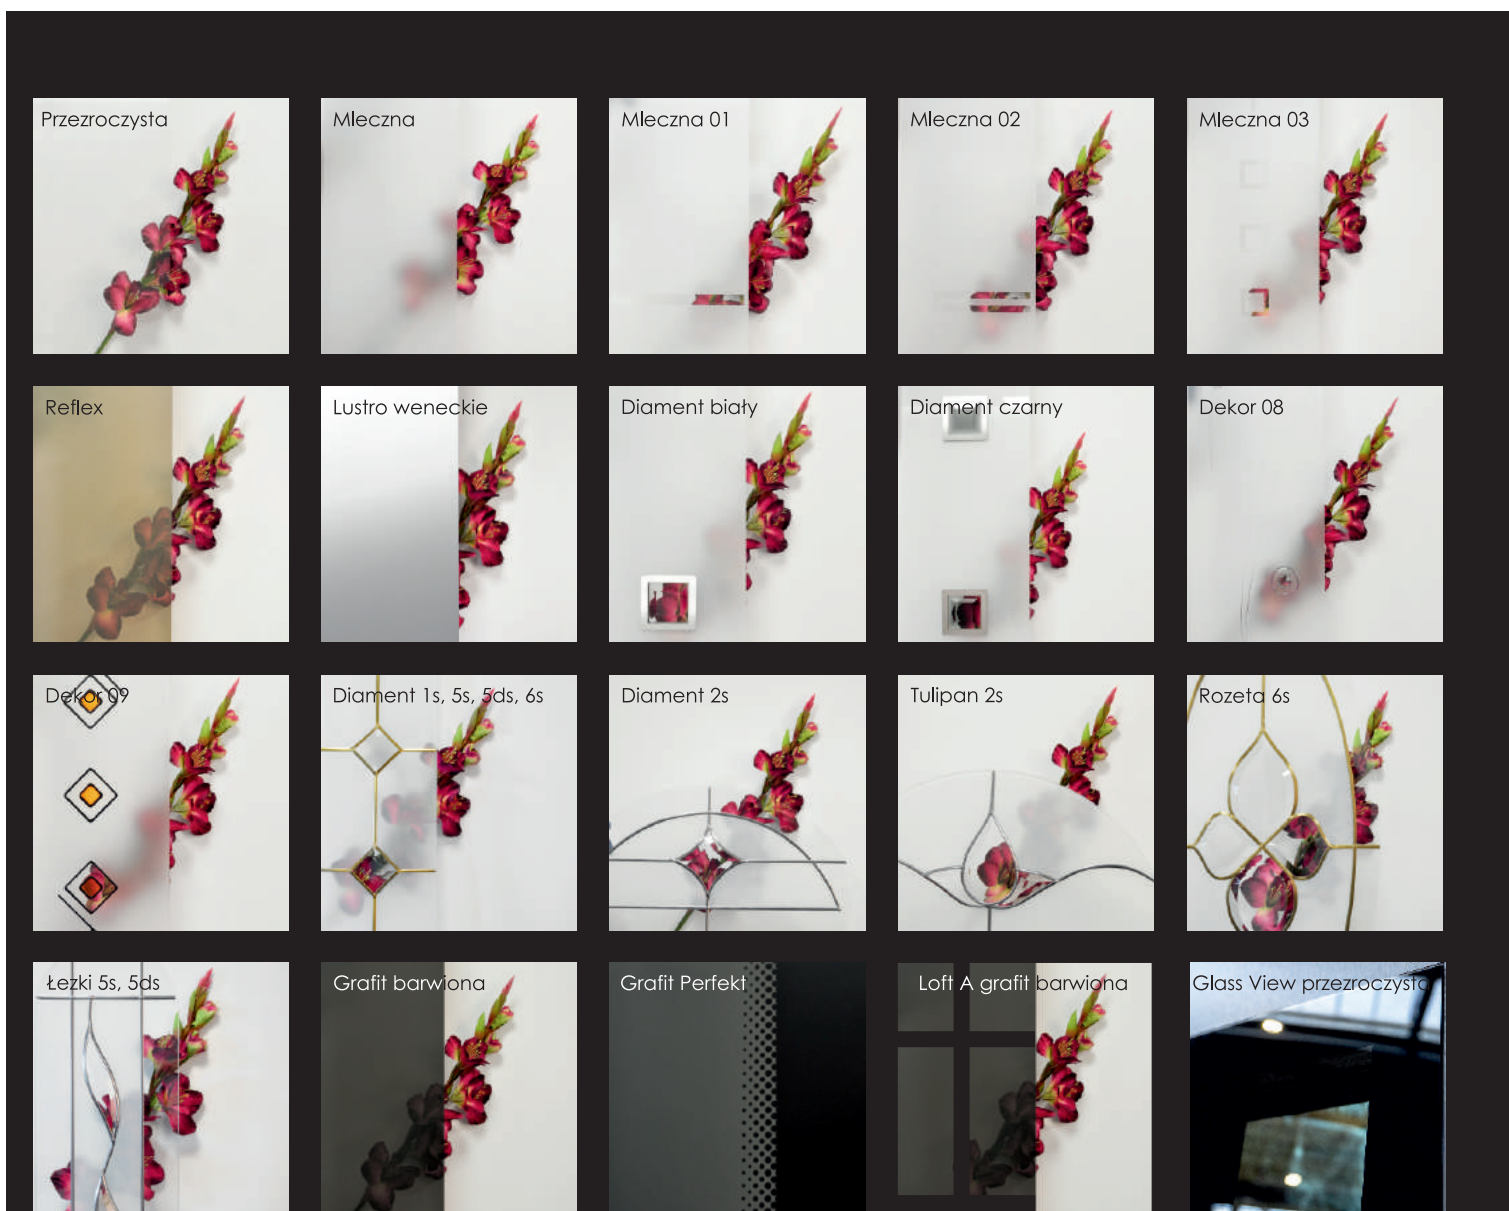 Przezroczysta
Mleczna
Mleczna 01
Mleczna 02
Mleczna 03
Reflex
Lustro weneckie
Diament biały
Diament czarny
Dekor 08
Dekor 09
Diament 1s, 5s, 5ds, 6s
Diament 2s
Tulipan 2s
Rozeta 6s
Łezki 5s, 5ds
Grafit barwiona
Grafit Perfekt
Loft A grafit barwiona
Glass View przezroczysta